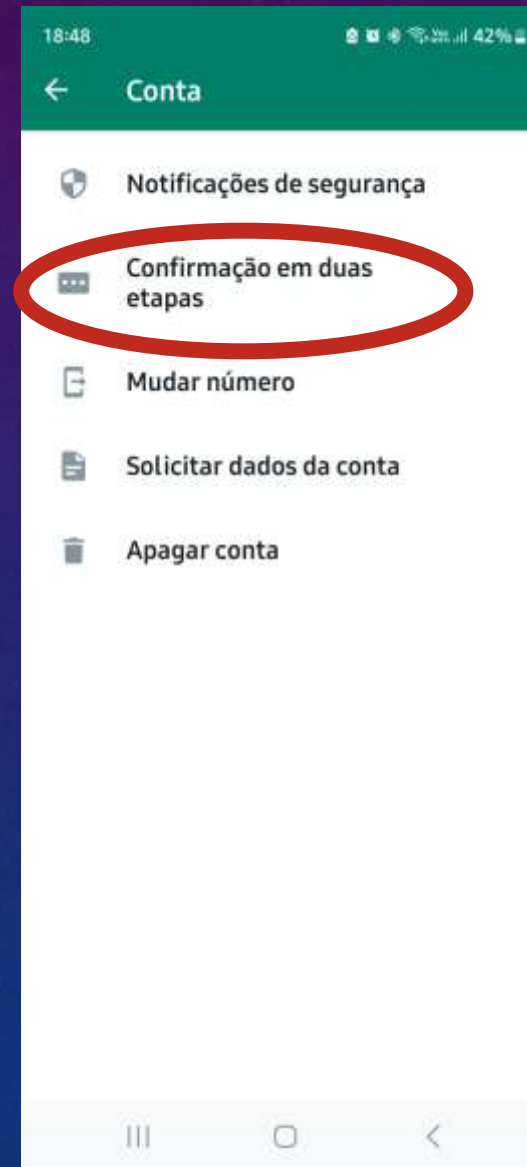 18:48
42%
Conta
Notificações de segurança
Confirmação em duas
etapas
Mudar número
Solicitar dados da conta
Apagar conta